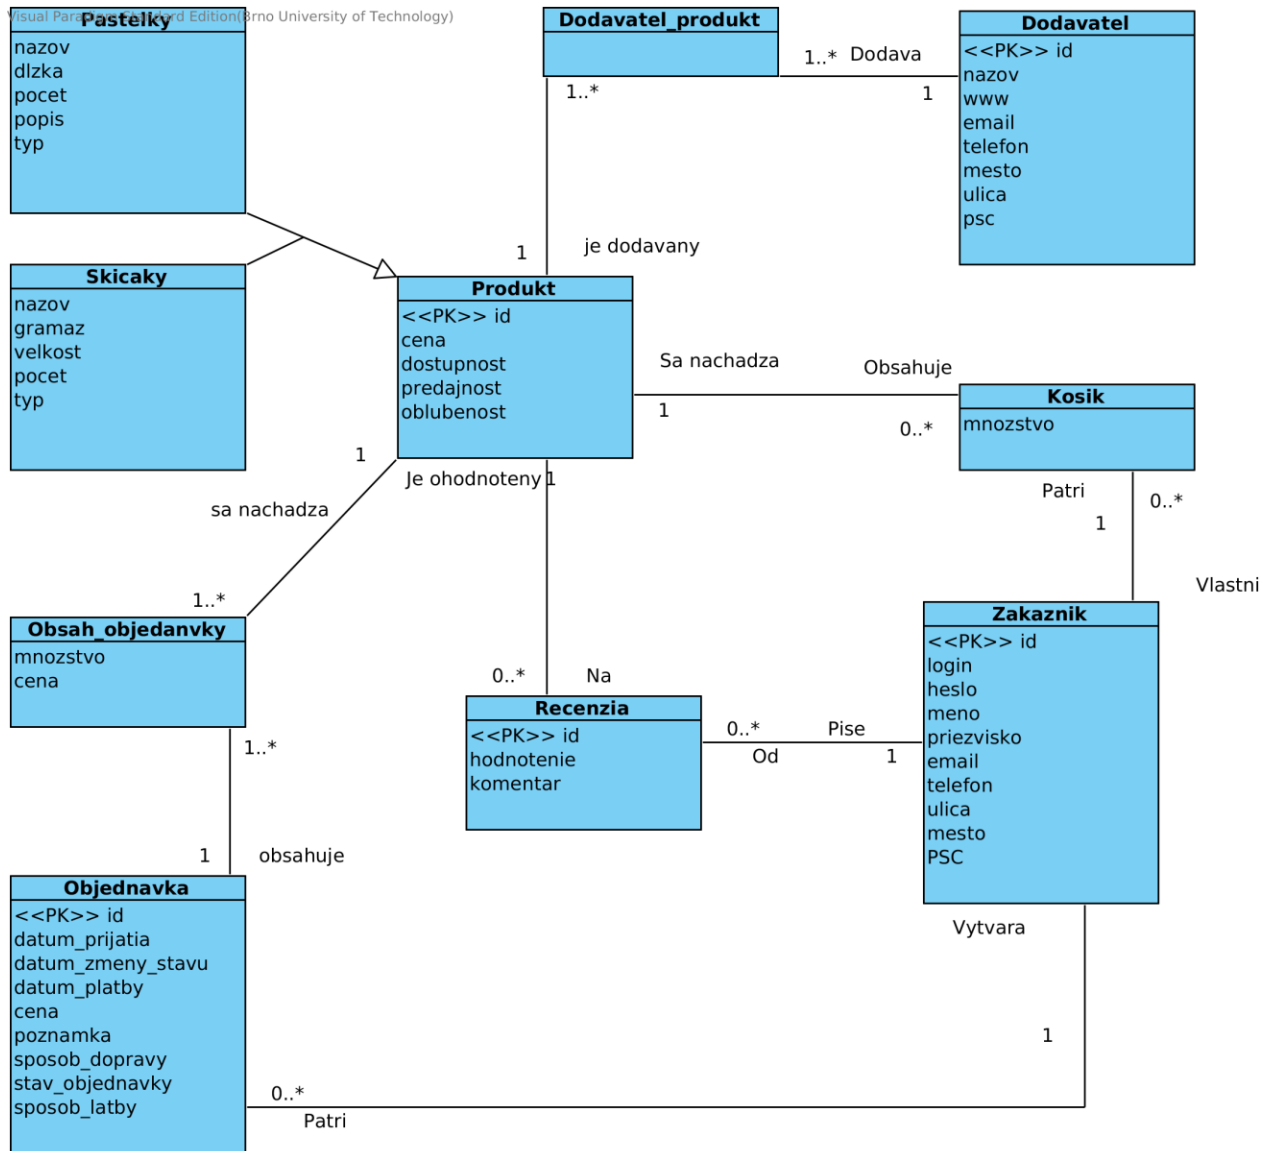 Visual Paradigm Standard Edition(Brno University of Technology)
Pastelky
nazov
dlzka
pocet
popis
typ
Dodavatel_produkt
1..*
1..* Dodava
1
Dodavatel
<<PK>> id
nazov
www
email
telefon
mesto
ulica
psc
je dodavany
1
Skicaky
nazov
gramaz
velkost
pocet
typ
Produkt
<<PK>> id
cena
dostupnost
predajnost
oblubenost
Sa nachadza
Obsahuje
1
0..*
Kosik
mnozstvo
Patri
0..*
1
Vlastni
1
sa nachadza
1..*
Je ohodnoteny 1
0..*
Na
Obsah_objedanvky
mnozstvo
cena
1..*
1
obsahuje
Recenzia
<<PK>> id
hodnotenie
komentar
0..*
Pise
Od
1
Zakaznik
<<PK>> id
login
heslo
meno
priezvisko
email
telefon
ulica
mesto
PSC
Vytvara
1
Objednavka
<<PK>> id
datum_prijatia
datum_zmeny_stavu
datum_platby
cena
poznamka
sposob_dopravy
stav_objednavky
sposob_latby
0..*
Patri